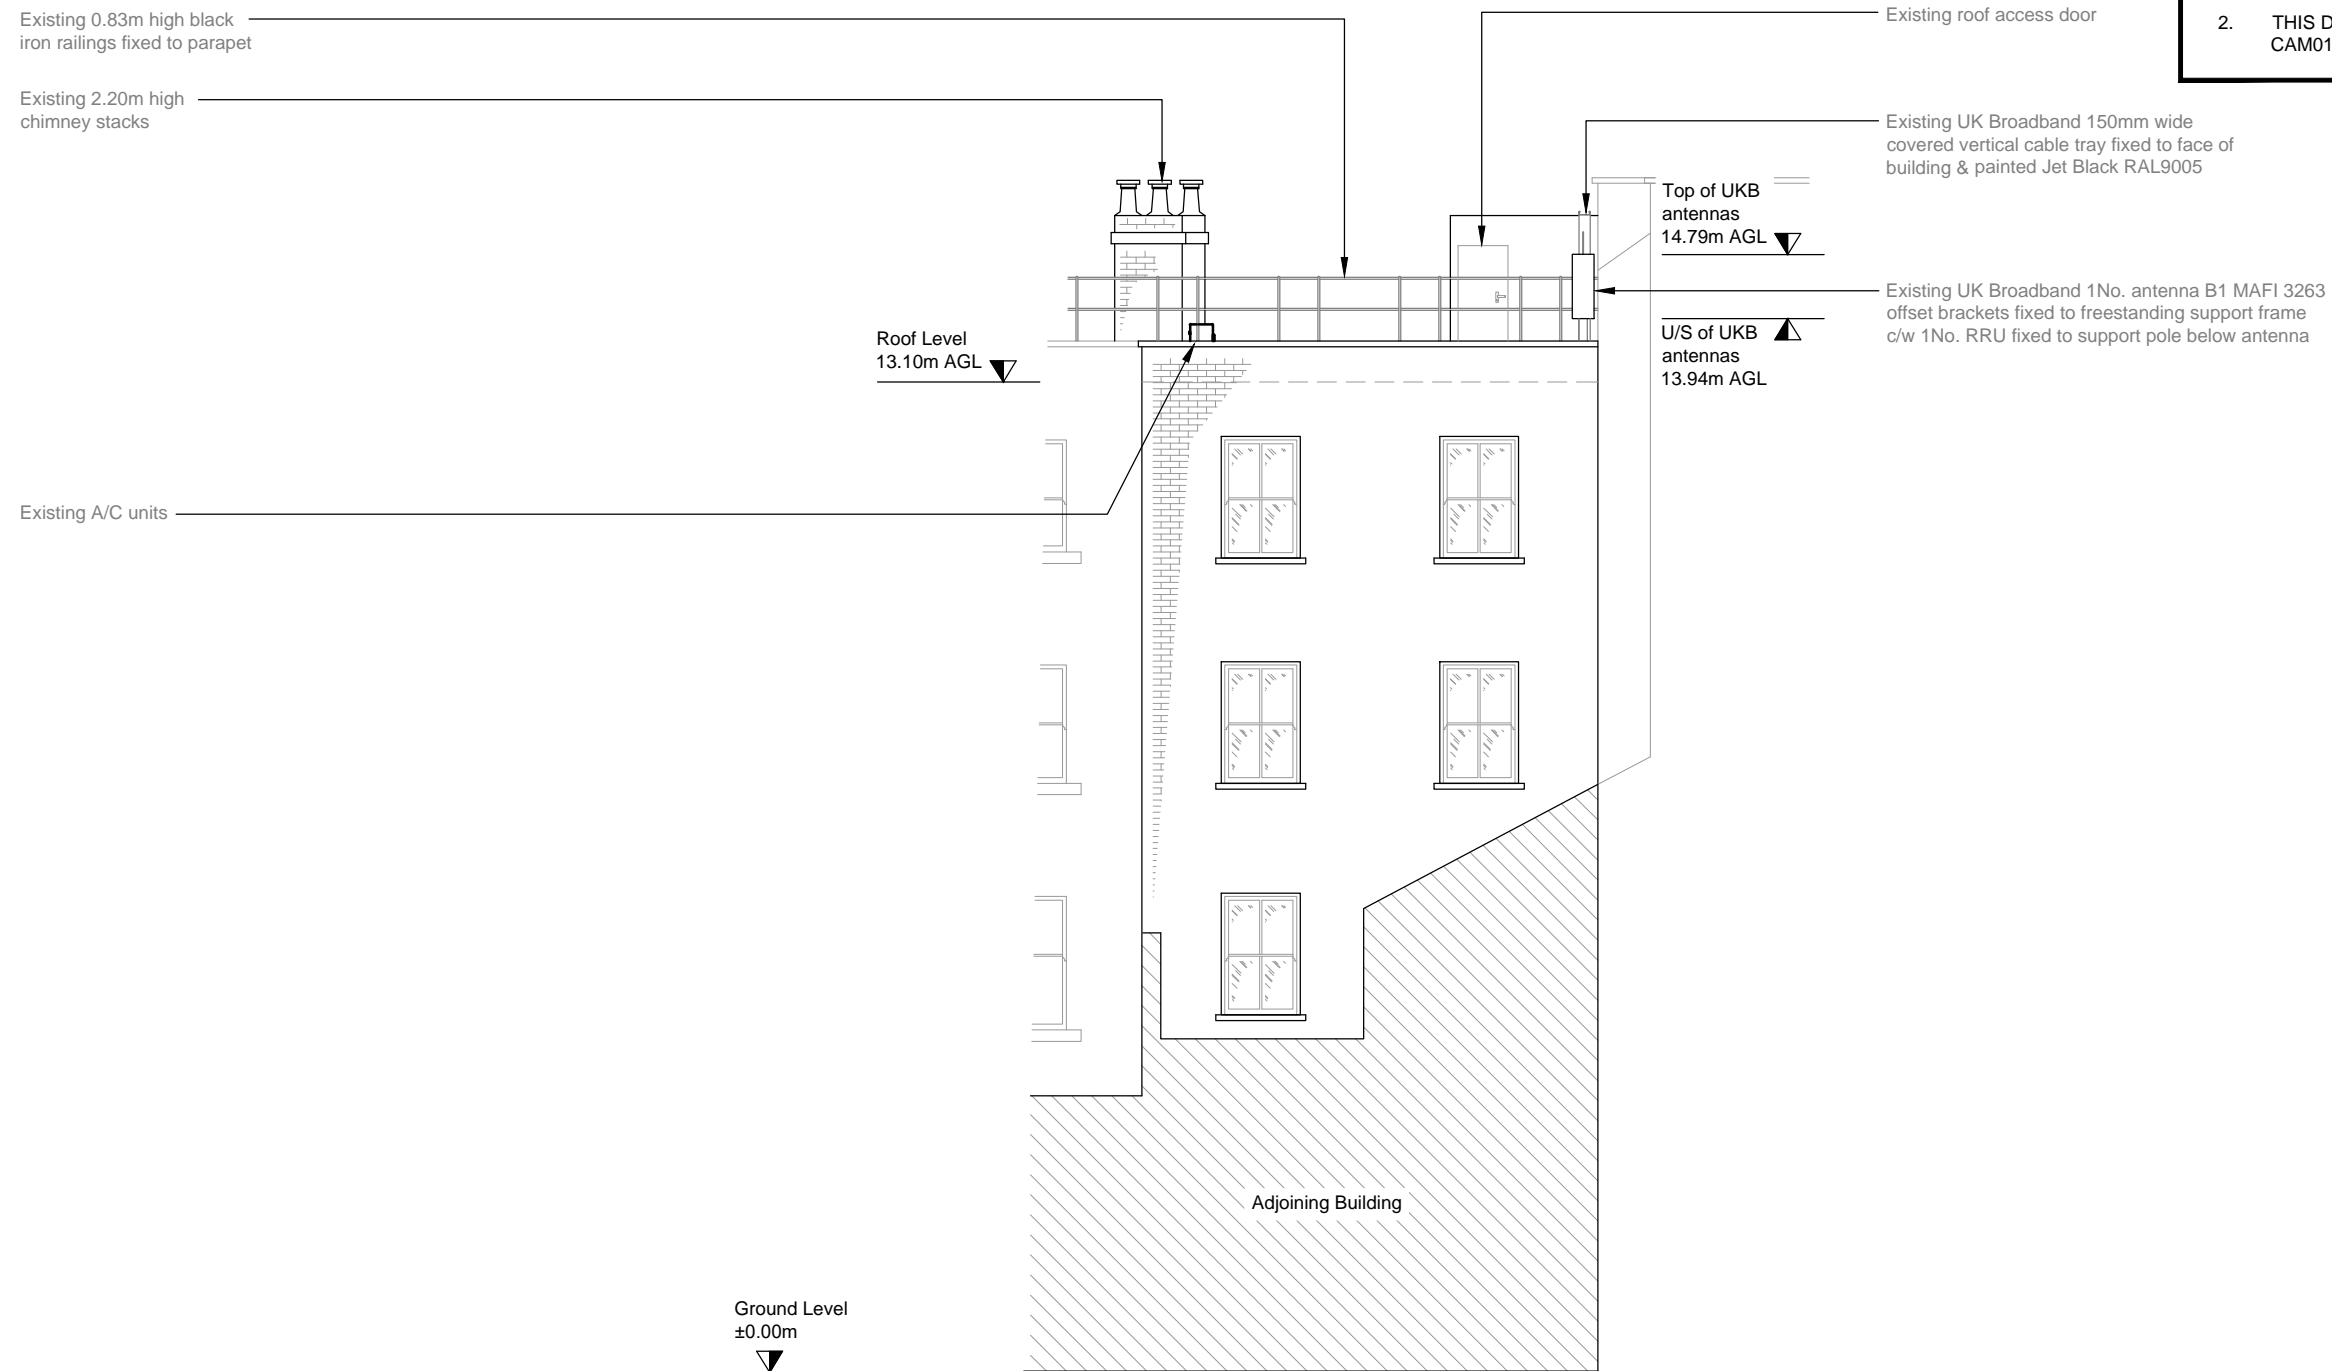 Existing 0.83m high black
iron railings fixed to parapet
Existing 2.20m high
chimney stacks
Existing A/C units
Existing roof access door
2. THIS D
CAM01
Existing UK Broadband 150mm wide
covered vertical cable tray fixed to face of
building & painted Jet Black RAL9005
Top of UKB
antennas
14.79m AGL
Existing UK Broadband 1No. antenna B1 MAFI 3263
offset brackets fixed to freestanding support frame
c/w 1No. RRU fixed to support pole below antenna
U/S of UKB
antennas
13.94m AGL
Roof Level
13.10m AGL
Adjoining Building
Ground Level
±0.00m